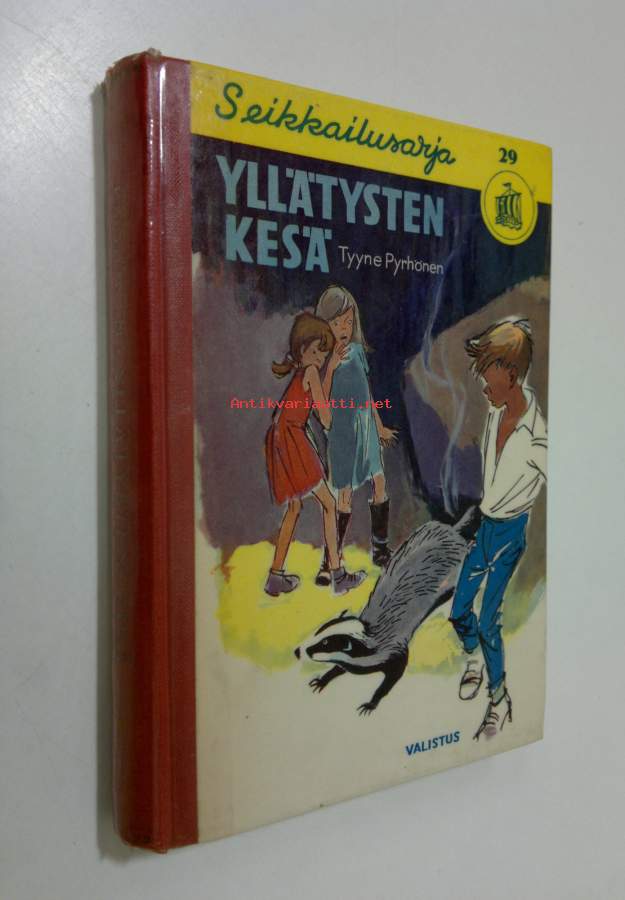 Seikkailusarja
29
YLLÄTYSTEN
KESÄ
Tyyne Pyrhönen
Antikvariaatti.net
VALISTUS